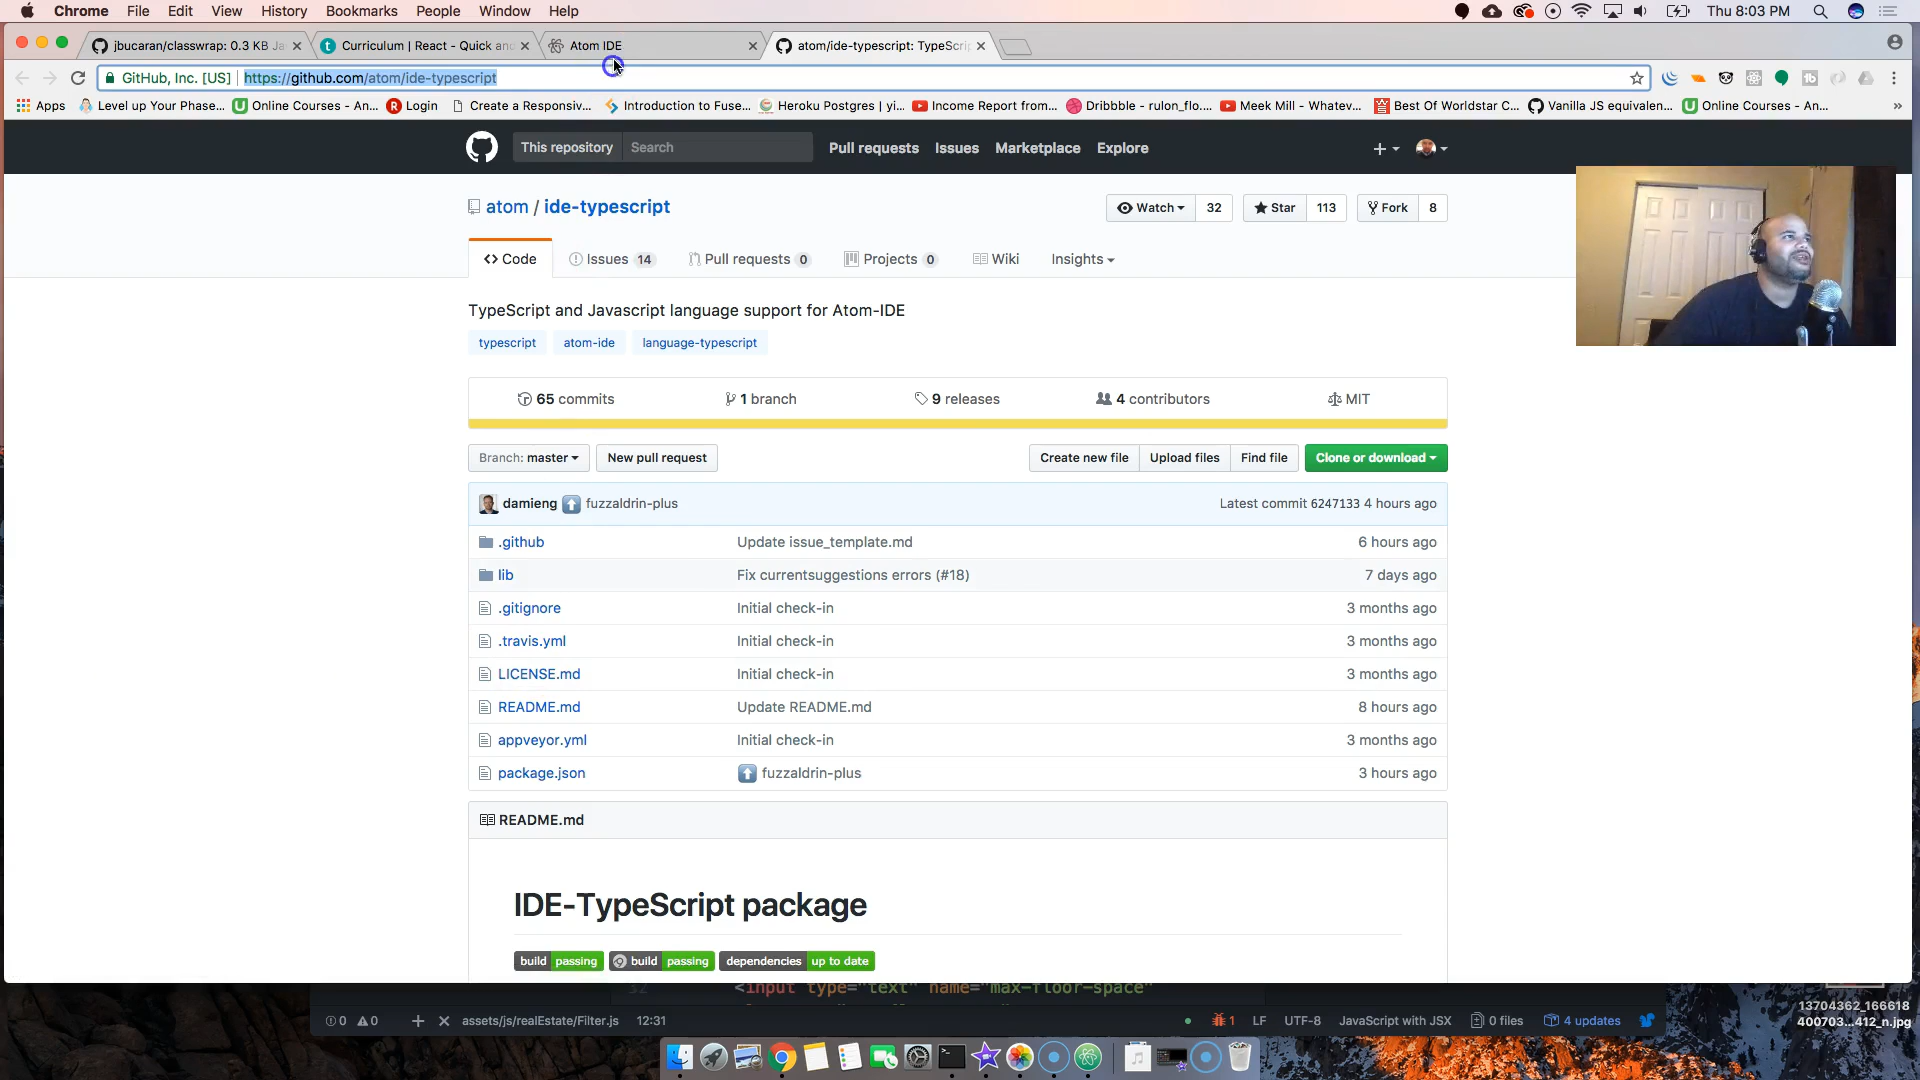 Chrome File Edit View History Bookmarks People Window Help Thu 8:03 PM
jbucaran/classwrap: 0.3 KB Ja
Curriculum | React - Quick and
Atom IDE
atom/ide-typescript: TypeScri
GitHub, Inc. [US] https://github.com/atom/ide-typescript
Apps Level up Your Phase... Online Courses - An... Login Create a Responsiv... Introduction to Fuse... Heroku Postgres | yi... Income Report from... Dribbble - rulon_flo.... Meek Mill - Whatev... Best Of Worldstar C... Vanilla JS equivalen... Online Courses - An... »
This repository Search Pull requests Issues Marketplace Explore
atom / ide-typescript
Watch 32 Star 113 Fork 8
Code Issues 14 Pull requests 0 Projects 0 Wiki Insights
TypeScript and Javascript language support for Atom-IDE
typescript atom-ide language-typescript
65 commits 1 branch 9 releases 4 contributors MIT
Branch: master New pull request Create new file Upload files Find file Clone or download
damieng fuzzaldrin-plus Latest commit 6247133 4 hours ago
.github Update issue_template.md 6 hours ago
lib Fix currentsuggestions errors (#18) 7 days ago
.gitignore Initial check-in 3 months ago
.travis.yml Initial check-in 3 months ago
LICENSE.md Initial check-in 3 months ago
README.md Update README.md 8 hours ago
appveyor.yml Initial check-in 3 months ago
package.json fuzzaldrin-plus 3 hours ago
README.md
IDE-TypeScript package
build passing build passing dependencies up to date
32 <input type="text" name="max-floor-space"
0 0 + × assets/js/realEstate/Filter.js 12:31 1 LF UTF-8 JavaScript with JSX 0 files 4 updates
13704362_166618
400703...412_n.jpg